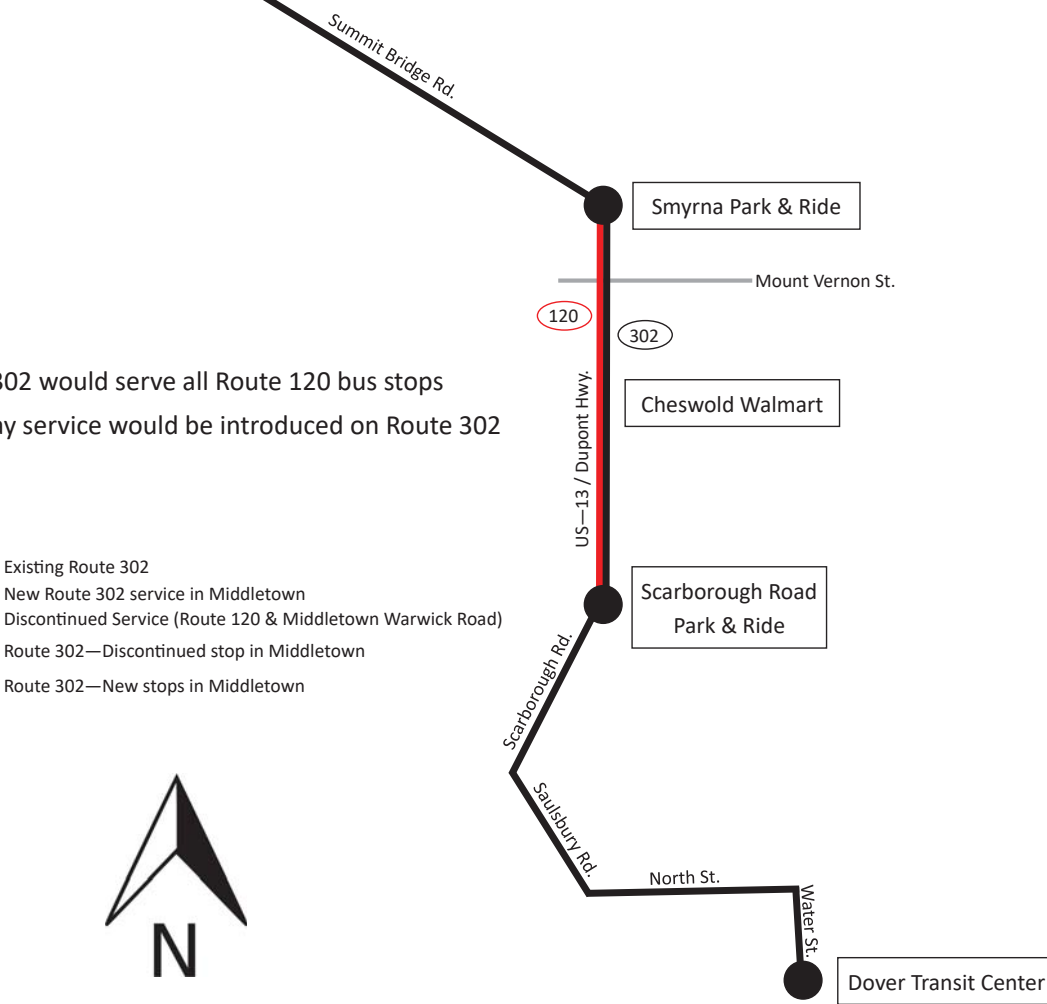 Summit Bridge Rd.
Smyrna Park & Ride
Mount Vernon St.
120
302
302 would serve all Route 120 bus stops
Cheswold Walmart
service would be introduced on Route 302
US—13 / Dupont Hwy.
Existing Route 302
New Route 302 service in Middletown
Discontinued Service (Route 120 & Middletown Warwick Road)
Route 302—Discontinued stop in Middletown
Route 302—New stops in Middletown
Scarborough Road
Park & Ride
Scarborough Rd.
Saulsbury Rd.
North St.
Water St.
N
Dover Transit Center